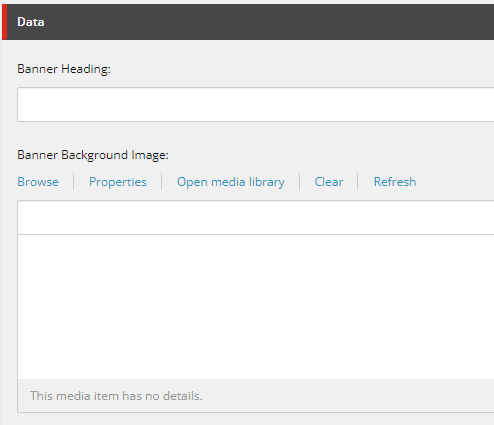 Data
Banner Heading:
Banner Background Image:
Browse Properties Open media library Clear Refresh
This media item has no details.